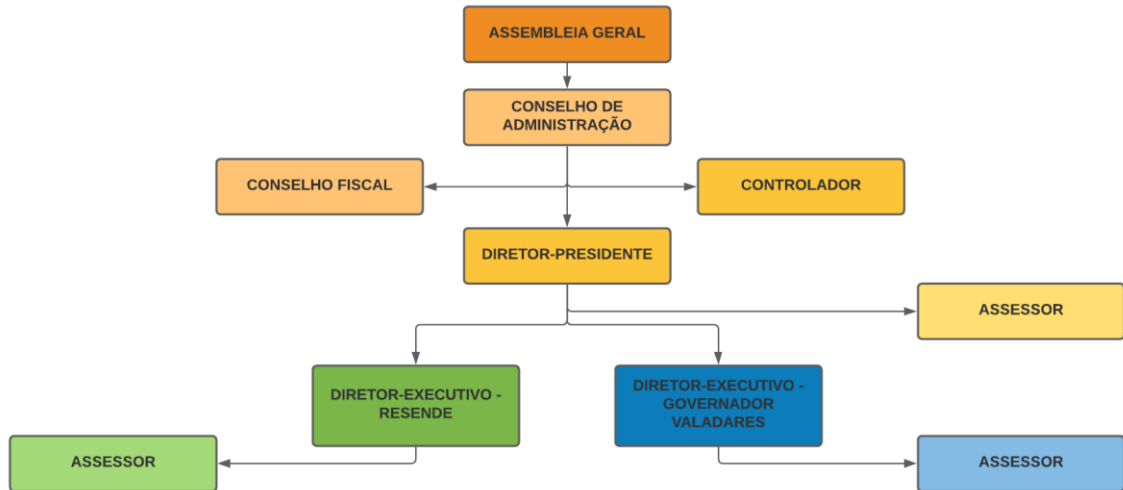 ASSEMBLEIA GERAL
CONSELHO DE
ADMINISTRAÇÃO
CONSELHO FISCAL
CONTROLADOR
DIRETOR-PRESIDENTE
ASSESSOR
DIRETOR-EXECUTIVO -
RESENDE
DIRETOR-EXECUTIVO -
GOVERNADOR
VALADARES
ASSESSOR
ASSESSOR